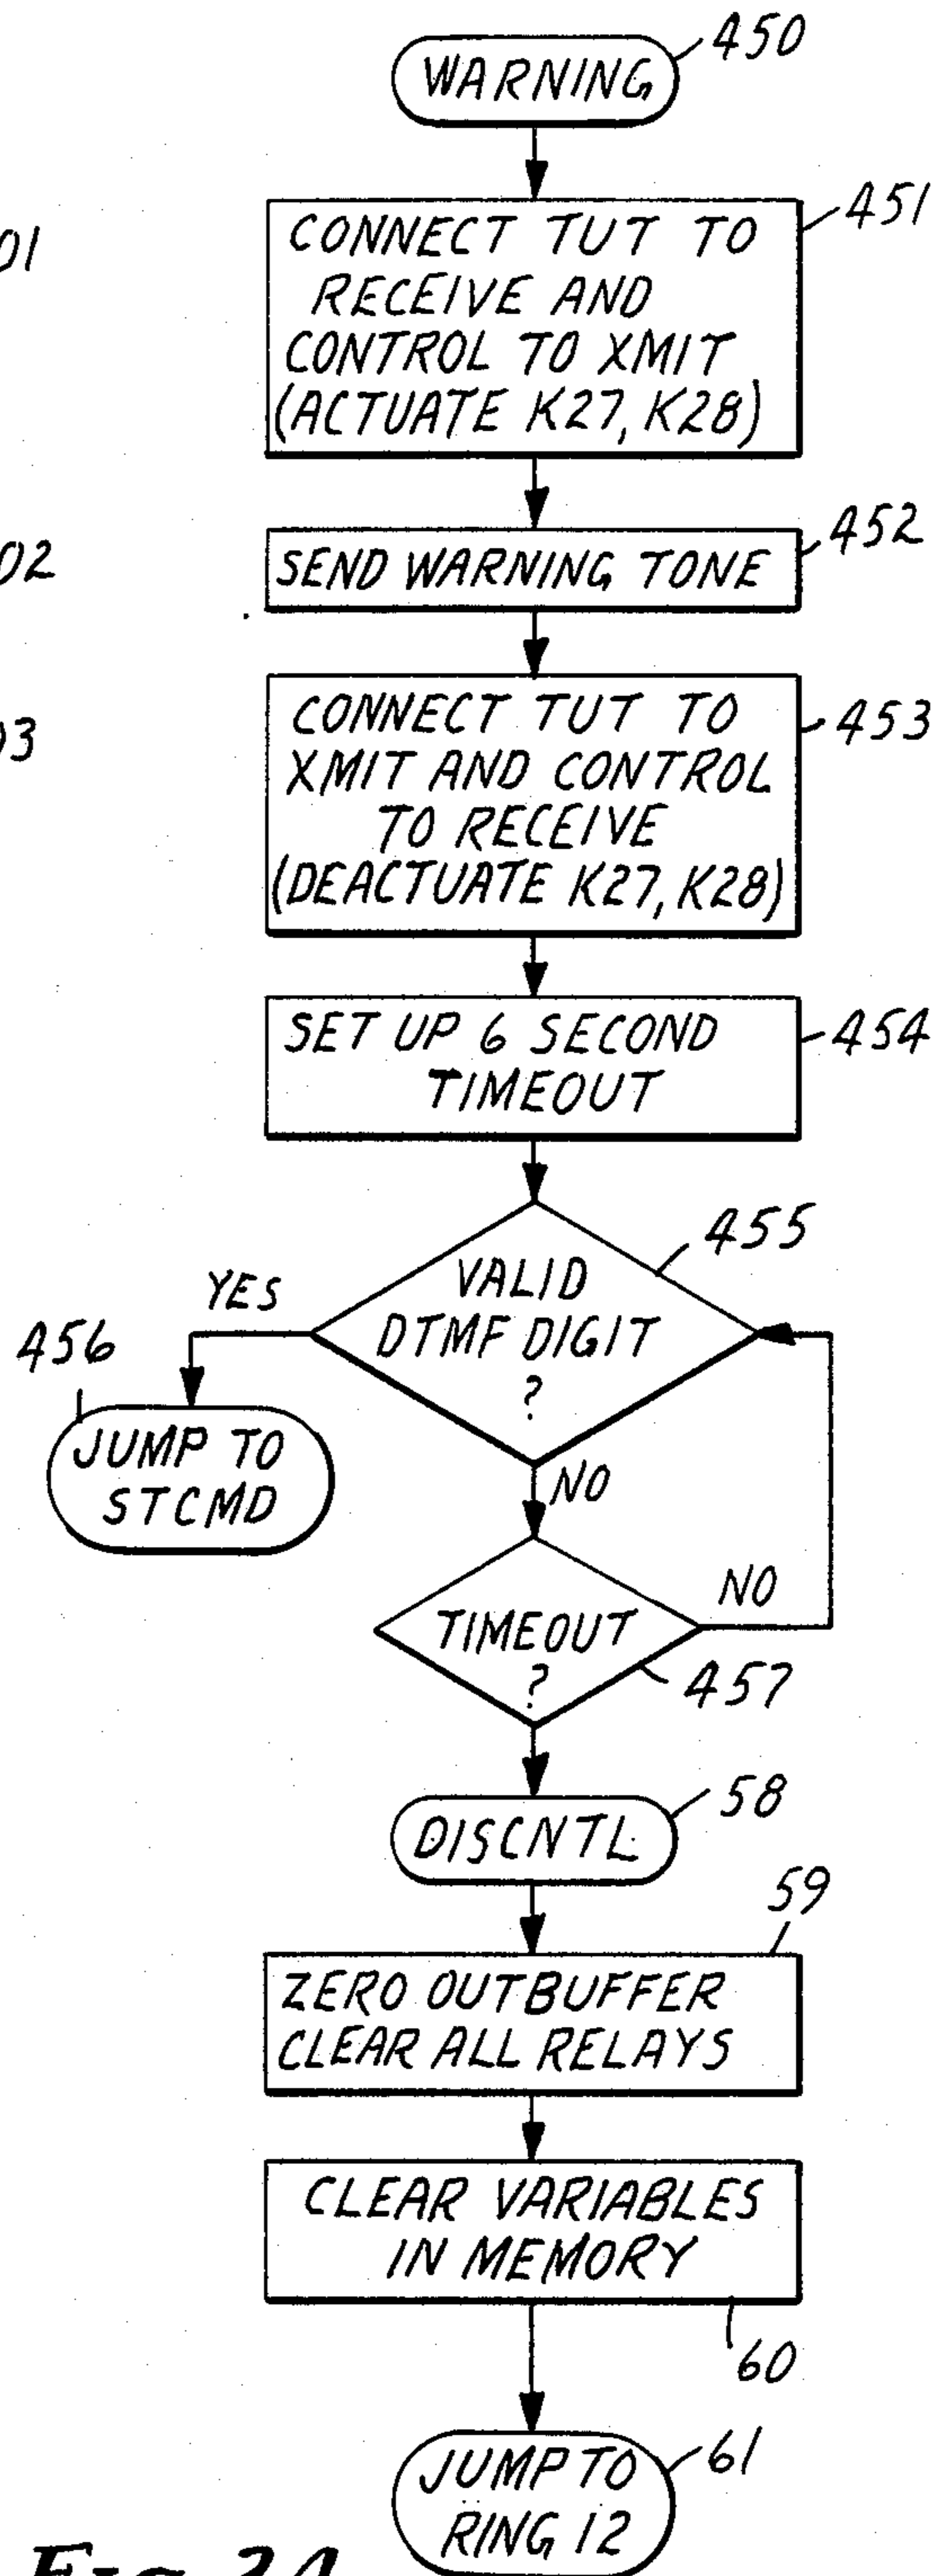 WARNING
450
01
CONNECT TUT TO
RECEIVE AND
CONTROL TO XMIT
(ACTUATE K27, K28)
451
02
SEND WARNING TONE
452
03
CONNECT TUT TO
XMIT AND CONTROL
TO RECEIVE
(DEACTUATE K27, K28)
453
SET UP 6 SECOND
TIMEOUT
454
VALID
DTMF DIGIT
?
455
YES
456
JUMP TO
STCMD
NO
TIMEOUT
?
NO
457
DISCNTL
58
59
ZERO OUTBUFFER
CLEAR ALL RELAYS
CLEAR VARIABLES
IN MEMORY
60
JUMP TO
RING 12
61